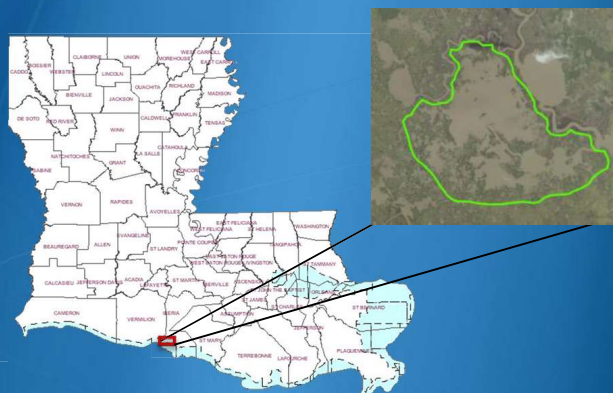 CLAIBORNE
UNION
MOREHOUSE
WEST CARROLL
EAST CARROLL
CADDO
BOSSIER
WEBSTER
LINCOLN
OUACHITA
RICHLAND
MADISON
BIENVILLE
JACKSON
DE SOTO
RED RIVER
CALDWELL
FRANKLIN
TENSAS
WINN
NATCHITOCHES
LA SALLE
CATAHOULA
SABINE
GRANT
CONCORDIA
VERNON
RAPIDES
AVOYELLES
EAST FELICIANA
WEST FELICIANA
ST HELENA
WASHINGTON
BEAUREGARD
ALLEN
EVANGELINE
ST LANDRY
POINTE COUPEE
TANGIPAHOA
EAST BATON ROUGE
WEST BATON ROUGE
LIVINGSTON
ST TAMMANY
CALCASIEU
JEFFERSON DAVIS
ACADIA
LAFAYETTE
ST MARTIN
IBERVILLE
ASCENSION
ST JOHN THE BAPTIST
ORLEANS
ST JAMES
ST CHARLES
ST BERNARD
CAMERON
VERMILION
IBERIA
ASSUMPTION
JEFFERSON
ST MARY
TERREBONNE
LAFOURCHE
PLAQUEMINES